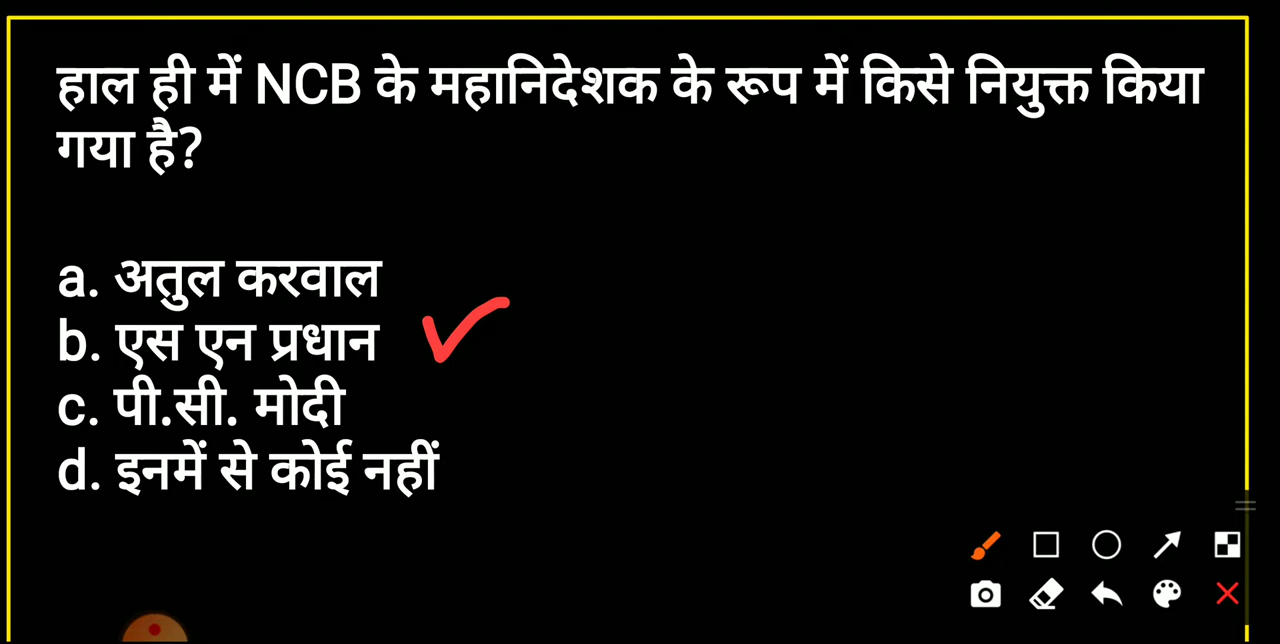 हाल ही में NCB के महानिदेशक के रूप में किसे नियुक्त किया
गया है?
a. अतुल करवाल
b. एस एन प्रधान
c. पी.सी. मोदी
d. इनमें से कोई नहीं